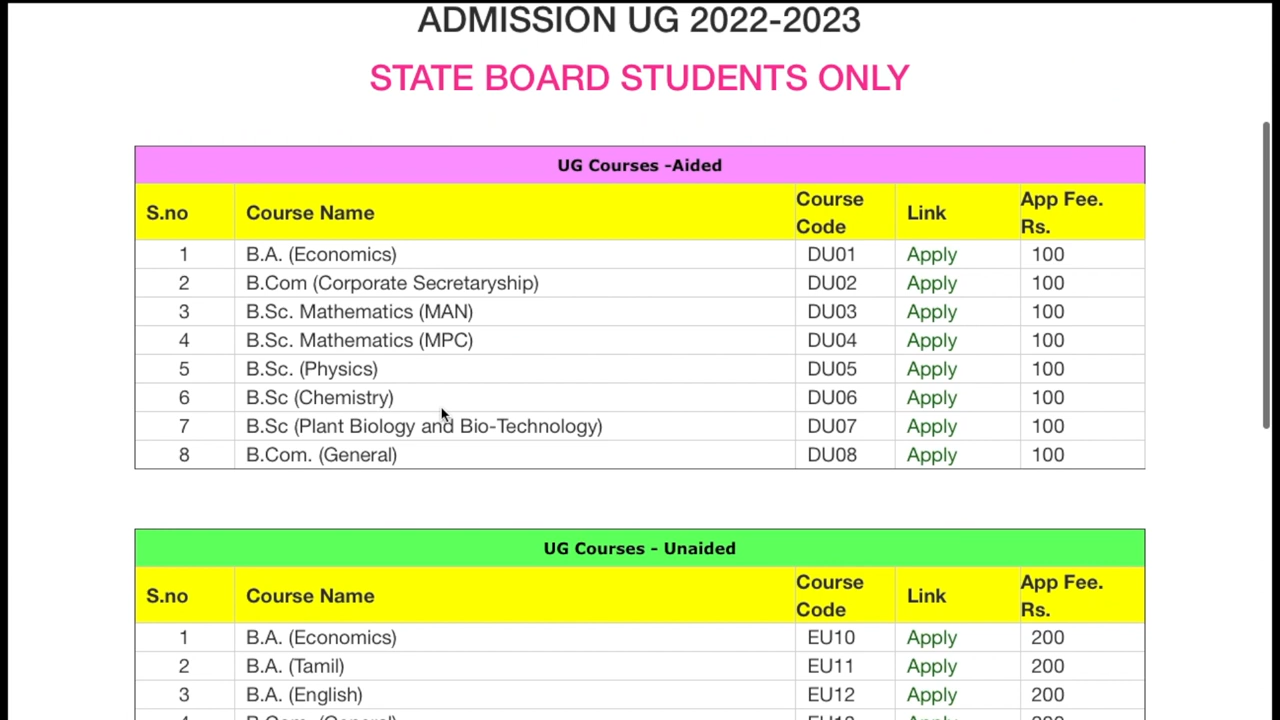 ADMISSION UG 2022-2023
STATE BOARD STUDENTS ONLY
UG Courses -Aided
S.no Course Name Course Code Link App Fee. Rs.
1 B.A. (Economics) DU01 Apply 100
2 B.Com (Corporate Secretaryship) DU02 Apply 100
3 B.Sc. Mathematics (MAN) DU03 Apply 100
4 B.Sc. Mathematics (MPC) DU04 Apply 100
5 B.Sc. (Physics) DU05 Apply 100
6 B.Sc (Chemistry) DU06 Apply 100
7 B.Sc (Plant Biology and Bio-Technology) DU07 Apply 100
8 B.Com. (General) DU08 Apply 100
UG Courses - Unaided
S.no Course Name Course Code Link App Fee. Rs.
1 B.A. (Economics) EU10 Apply 200
2 B.A. (Tamil) EU11 Apply 200
3 B.A. (English) EU12 Apply 200